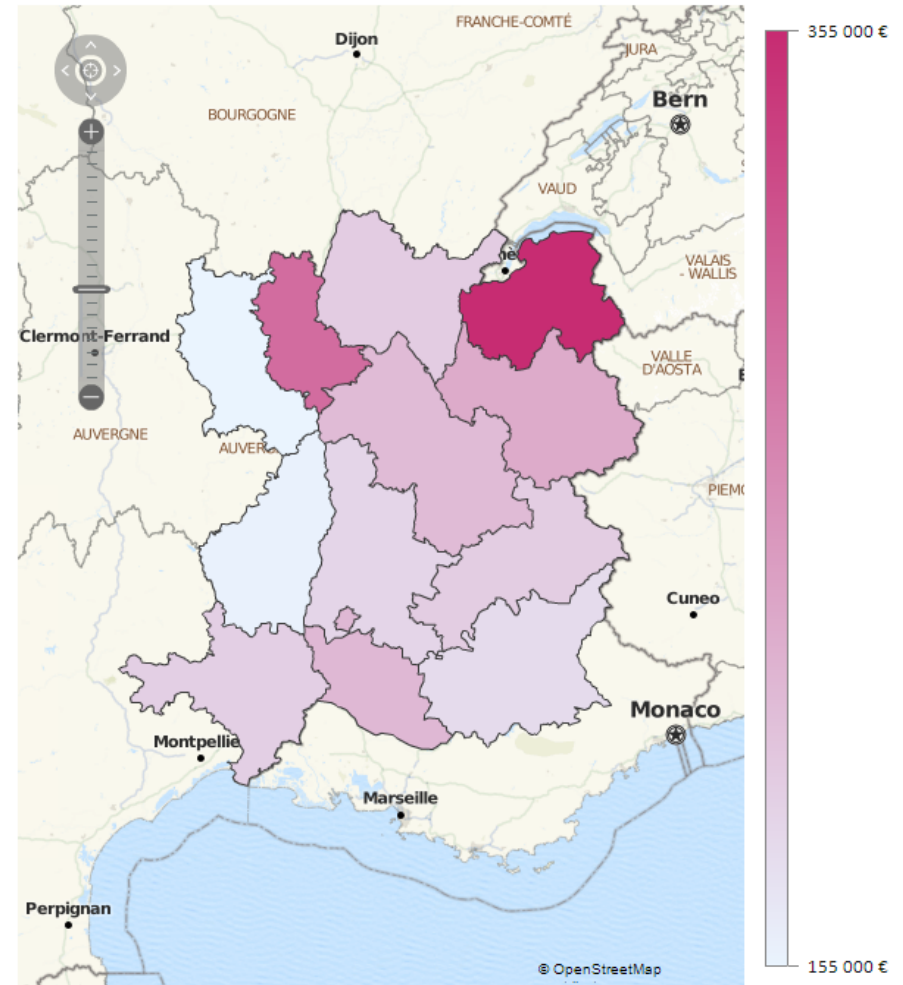 FRANCHE-COMTÉ
355 000 €
Dijon
JURA
Bern
BOURGOGNE
VAUD
VALAIS
- WALLIS
Clermont-Ferrand
VALLE
D'AOSTA
AUVERGNE
Cuneo
Monaco
Montpellie
Marseille
Perpignan
155 000 €
© OpenStreetMap